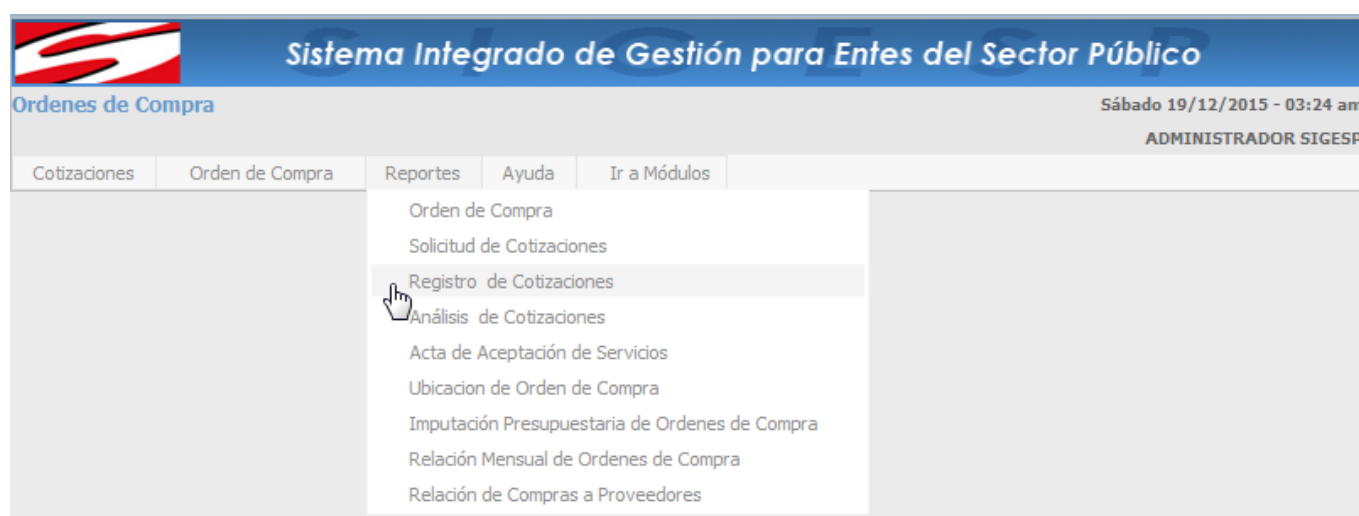 Sistema Integrado de Gestión para Entes del Sector Público
S I G E S P
Ordenes de Compra
Sábado 19/12/2015 - 03:24 am
ADMINISTRADOR SIGESP
Cotizaciones Orden de Compra Reportes Ayuda Ir a Módulos
Orden de Compra
Solicitud de Cotizaciones
Registro de Cotizaciones
Análisis de Cotizaciones
Acta de Aceptación de Servicios
Ubicacion de Orden de Compra
Imputación Presupuestaria de Ordenes de Compra
Relación Mensual de Ordenes de Compra
Relación de Compras a Proveedores